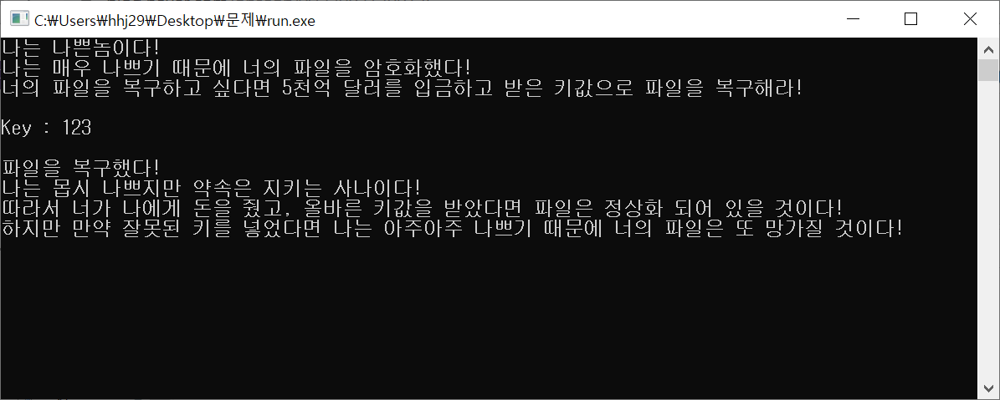 C:₩Users₩hhj29₩Desktop₩문제₩run.exe
나는 나쁜놈이다!
나는 매우 나쁘기 때문에 너의 파일을 암호화했다!
너의 파일을 복구하고 싶다면 5천억 달러를 입금하고 받은 키값으로 파일을 복구해라!
Key : 123
파일을 복구했다!
나는 몹시 나쁘지만 약속은 지키는 사나이다!
따라서 너가 나에게 돈을 줬고, 올바른 키값을 받았다면 파일은 정상화 되어 있을 것이다!
하지만 만약 잘못된 키를 넣었다면 나는 아주아주 나쁘기 때문에 너의 파일은 또 망가질 것이다!